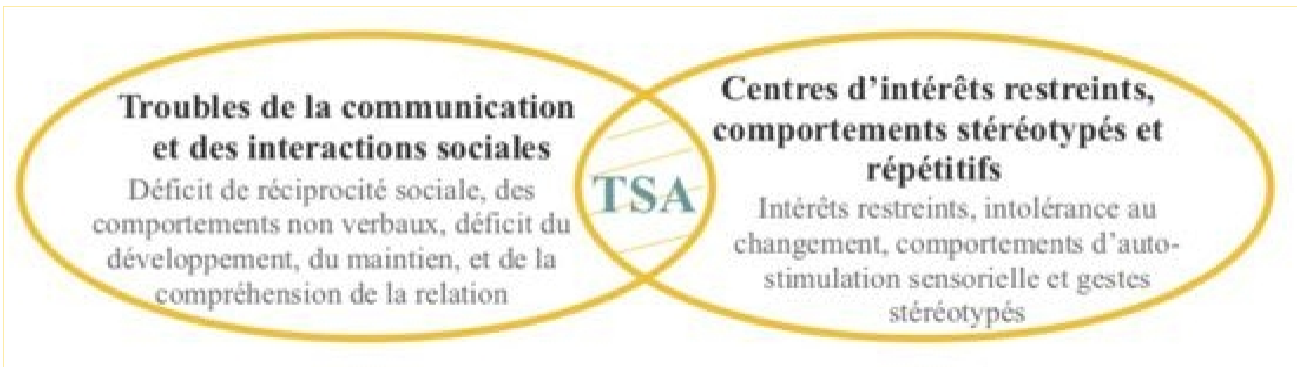 Troubles de la communication
et des interactions sociales
Déficit de réciprocité sociale, des
comportements non verbaux, déficit du
développement, du maintien, et de la
compréhension de la relation
TSA
Centres d'intérêts restreints,
comportements stéréotypés et
répétitifs
Intérêts restreints, intolérance au
changement, comportements d'auto-
stimulation sensorielle et gestes
stéréotypés